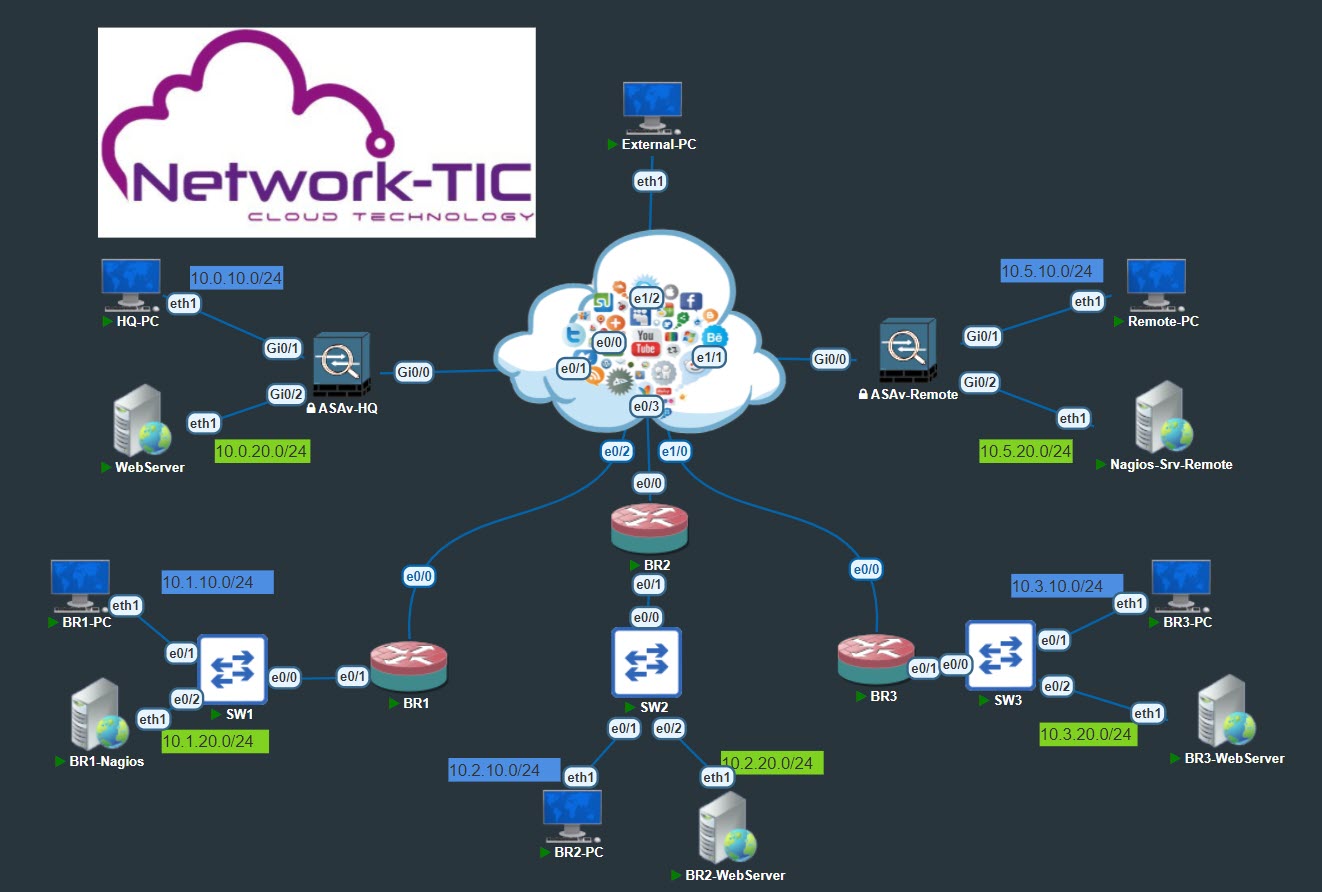 Network-TIC
CLOUD TECHNOLOGY
External-PC
eth1
10.0.10.0/24
eth1
HQ-PC
Gi0/1
Gi0/0
Gi0/2
ASAv-HQ
eth1
WebServer
10.0.20.0/24
e1/2
e0/0
You
Tube
Bē
e0/1
e1/1
e0/3
10.5.10.0/24
eth1
Remote-PC
Gi0/1
Gi0/0
Gi0/2
ASAv-Remote
eth1
10.5.20.0/24
Nagios-Srv-Remote
e0/2
e1/0
e0/0
BR2
e0/1
e0/0
e0/0
e0/0
10.1.10.0/24
eth1
BR1-PC
e0/1
e0/0
e0/1
BR1
e0/2
SW1
eth1
10.1.20.0/24
BR1-Nagios
SW2
e0/1
e0/2
10.2.10.0/24
eth1
BR2-PC
10.2.20.0/24
eth1
BR2-WebServer
10.3.10.0/24
eth1
BR3-PC
e0/1
e0/1
e0/0
BR3
SW3
e0/2
eth1
10.3.20.0/24
BR3-WebServer